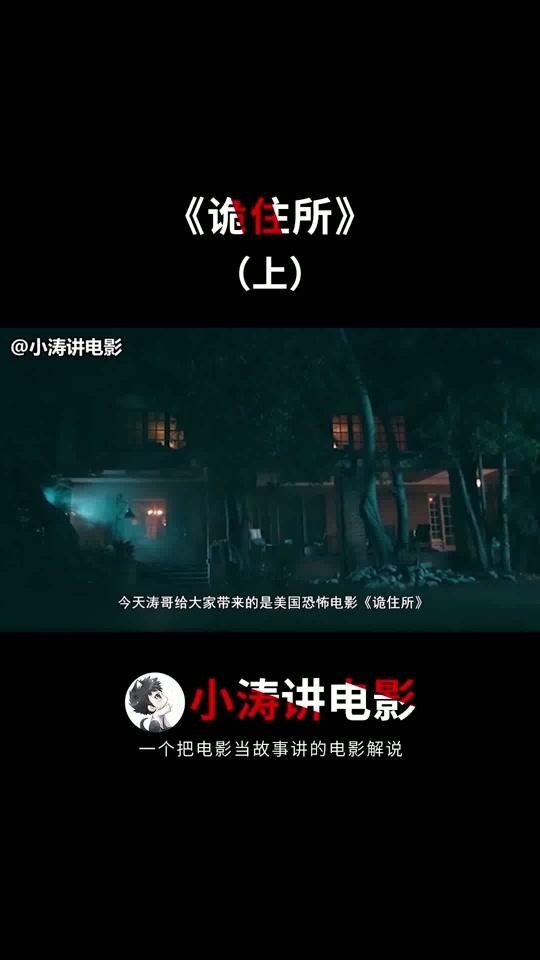 《诡住所》
（上）
@小涛讲电影
今天涛哥给大家带来的是美国恐怖电影《诡住所》
小涛讲电影
一个把电影当故事讲的电影解说